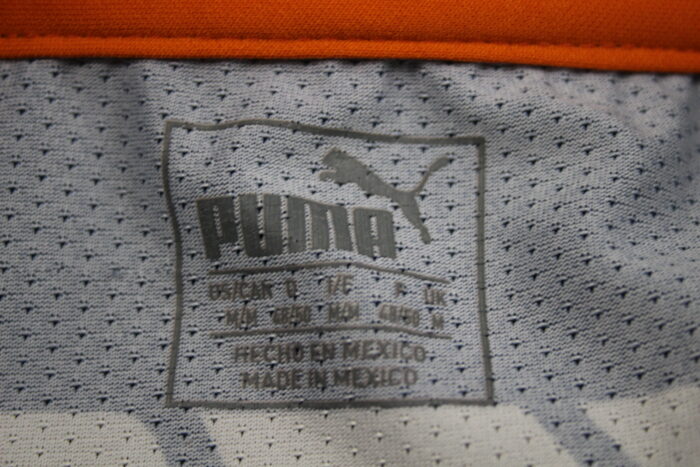 PUMA
US/CAN D I/E F UK
M/M 48/50 M/M 48/50 M
HECHO EN MEXICO
MADE IN MEXICO